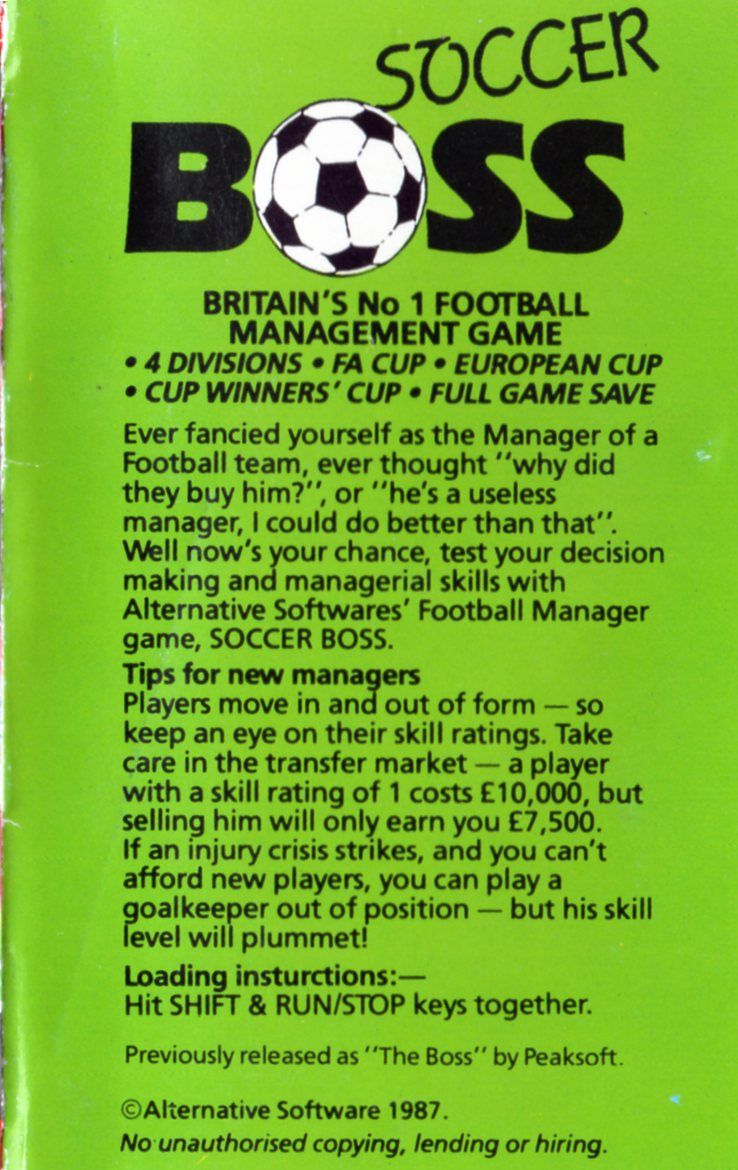 SOCCER
BOSS
BRITAIN'S No 1 FOOTBALL
MANAGEMENT GAME
• 4 DIVISIONS • FA CUP • EUROPEAN CUP
• CUP WINNERS' CUP • FULL GAME SAVE
Ever fancied yourself as the Manager of a
Football team, ever thought ''why did
they buy him?'', or ''he's a useless
manager, I could do better than that''.
Well now's your chance, test your decision
making and managerial skills with
Alternative Softwares' Football Manager
game, SOCCER BOSS.
Tips for new managers
Players move in and out of form — so
keep an eye on their skill ratings. Take
care in the transfer market — a player
with a skill rating of 1 costs £10,000, but
selling him will only earn you £7,500.
If an injury crisis strikes, and you can't
afford new players, you can play a
goalkeeper out of position — but his skill
level will plummet!
Loading insturctions:—
Hit SHIFT & RUN/STOP keys together.
Previously released as ''The Boss'' by Peaksoft.
©Alternative Software 1987.
No unauthorised copying, lending or hiring.